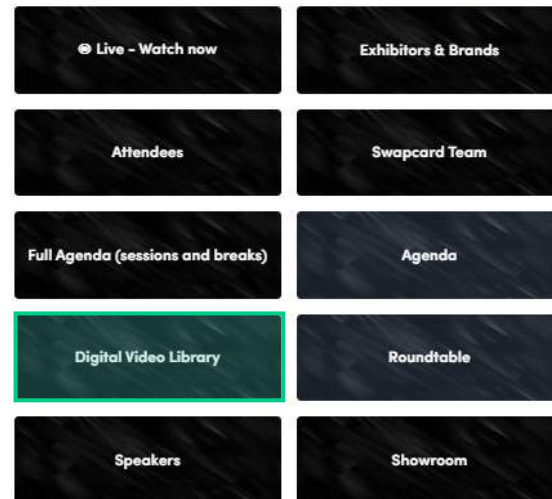 Live - Watch now
Exhibitors & Brands
Attendees
Swapcard Team
Full Agenda (sessions and breaks)
Agenda
Digital Video Library
Roundtable
Speakers
Showroom